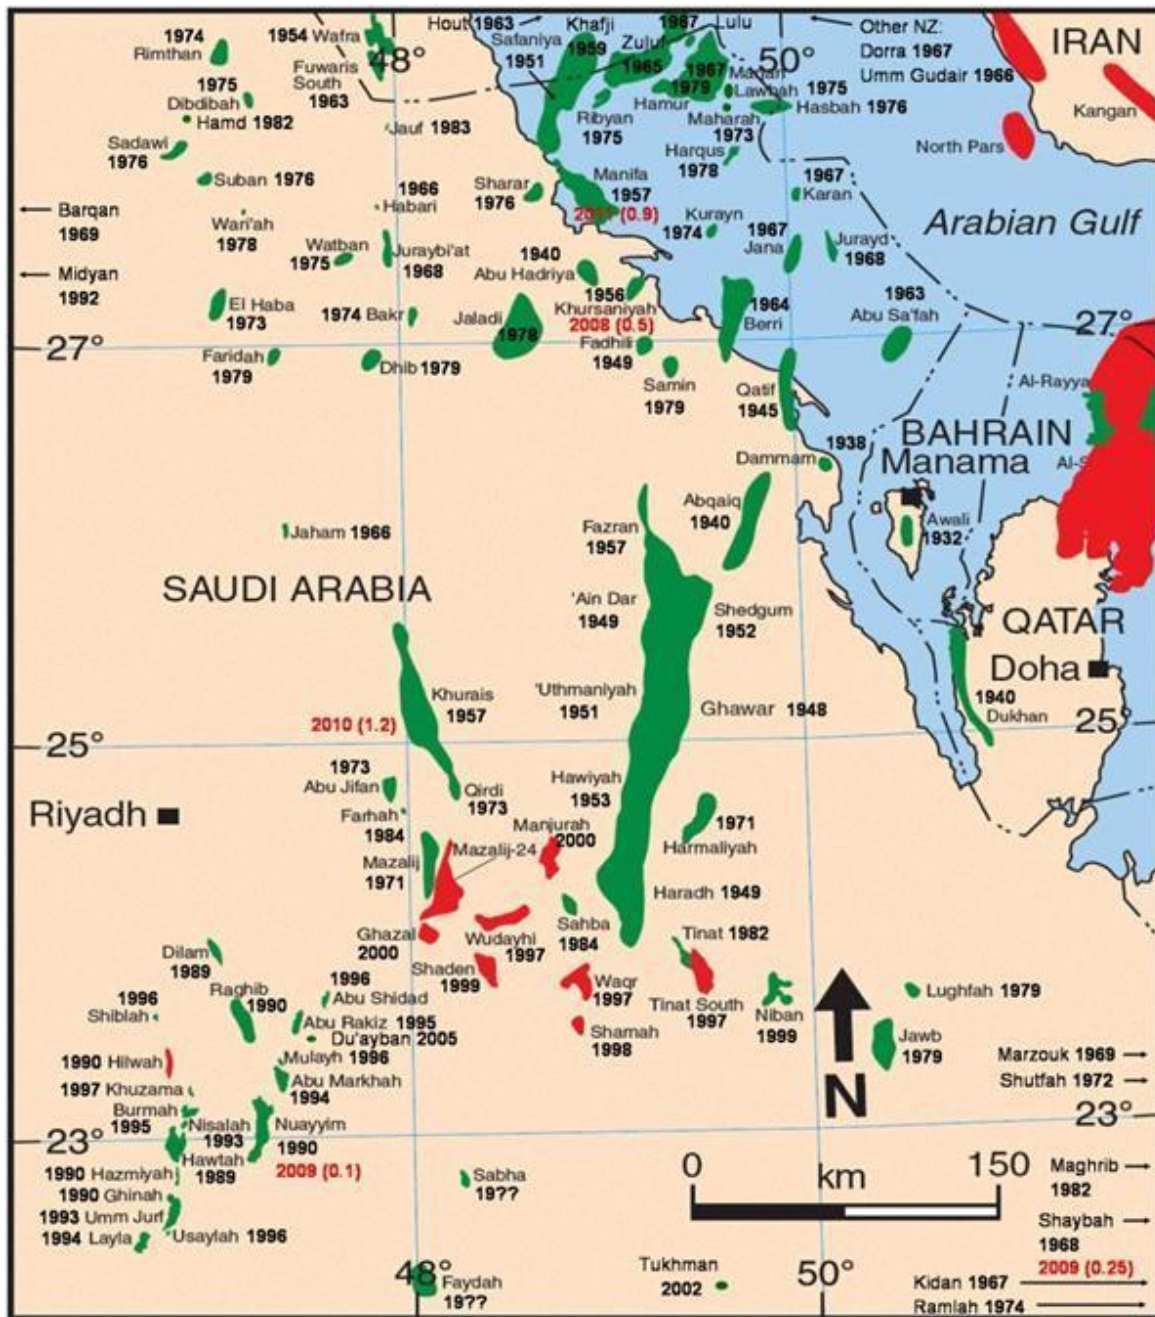 Hout 1963
Khafji
1967
Lulu
Other NZ:
Dorra 1967
Umm Gudair 1966
IRAN
1974
Rimthan
1954 Wafra
48°
Fuwaris
South
1963
Safaniya
1951
1959
Zuluf
1965
1967
1979
Marjan
50°
Lawhah 1975
Kangan
1975
Dibdibah
Hamd 1982
Jauf 1983
Ribyan
1975
Hamur
Maharah
1973
Hasbah 1976
North Pars
Sadawi
1976
Suban 1976
Harqus
1978
Sharar
1976
Manifa
1957
2011 (0.9)
1967
Karan
Barqan
1969
Wari'ah
1978
1966
Habari
Kurayn
1974
1967
Jana
Jurayd
1968
Arabian Gulf
Midyan
1992
Watban
1975
Juraybi'at
1968
1940
Abu Hadriya
1956
Khursaniyah
2008 (0.5)
1964
Berri
1963
Abu Sa'fah
El Haba
1973
1974 Bakr
Jaladi
1978
27°
27°
Faridah
1979
Dhib 1979
Fadhili
1949
Samin
1979
Qatif
1945
Al-Rayya
1938
Dammam
BAHRAIN
Manama
Al-S
Awali
1932
Jaham 1966
Fazran
1957
Abqaiq
1940
SAUDI ARABIA
'Ain Dar
1949
Shedgum
1952
QATAR
Doha
1940
Dukhan
Khurais
1957
2010 (1.2)
'Uthmaniyah
1951
Ghawar 1948
25°
25°
1973
Abu Jifan
Qirdi
1973
Hawiyah
1953
Riyadh
Farhah
1984
Mazalij-24
Manjurah
2000
1971
Harmaliyah
Mazalij
1971
Haradh 1949
Ghazal
2000
Wudayhi
1997
Sahba
1984
Tinat 1982
Dilam
1989
Shaden
1999
Waqr
1997
Tinat South
1997
Niban
1999
Lughfah 1979
Raghib
1990
1996
Abu Shidad
1996
Shiblah
Abu Rakiz 1995
Du'ayban 2005
Shamah
1998
Jawb
1979
Marzouk 1969
Shutfah 1972
1990 Hilwah
Mulayh 1996
Abu Markhah
1994
1997 Khuzama
N
Burmah
1995
Nisalah
1993
Nuayyim
1990
2009 (0.1)
23°
23°
Hawtah
1989
1990 Hazmiyah
Sabha
19??
0
km
150
Maghrib
1982
1990 Ghinah
1993 Umm Jurf
1994 Layla
Usaylah 1996
Shaybah
1968
2009 (0.25)
48°
Faydah
19??
Tukhman
2002
50°
Kidan 1967
Ramlah 1974